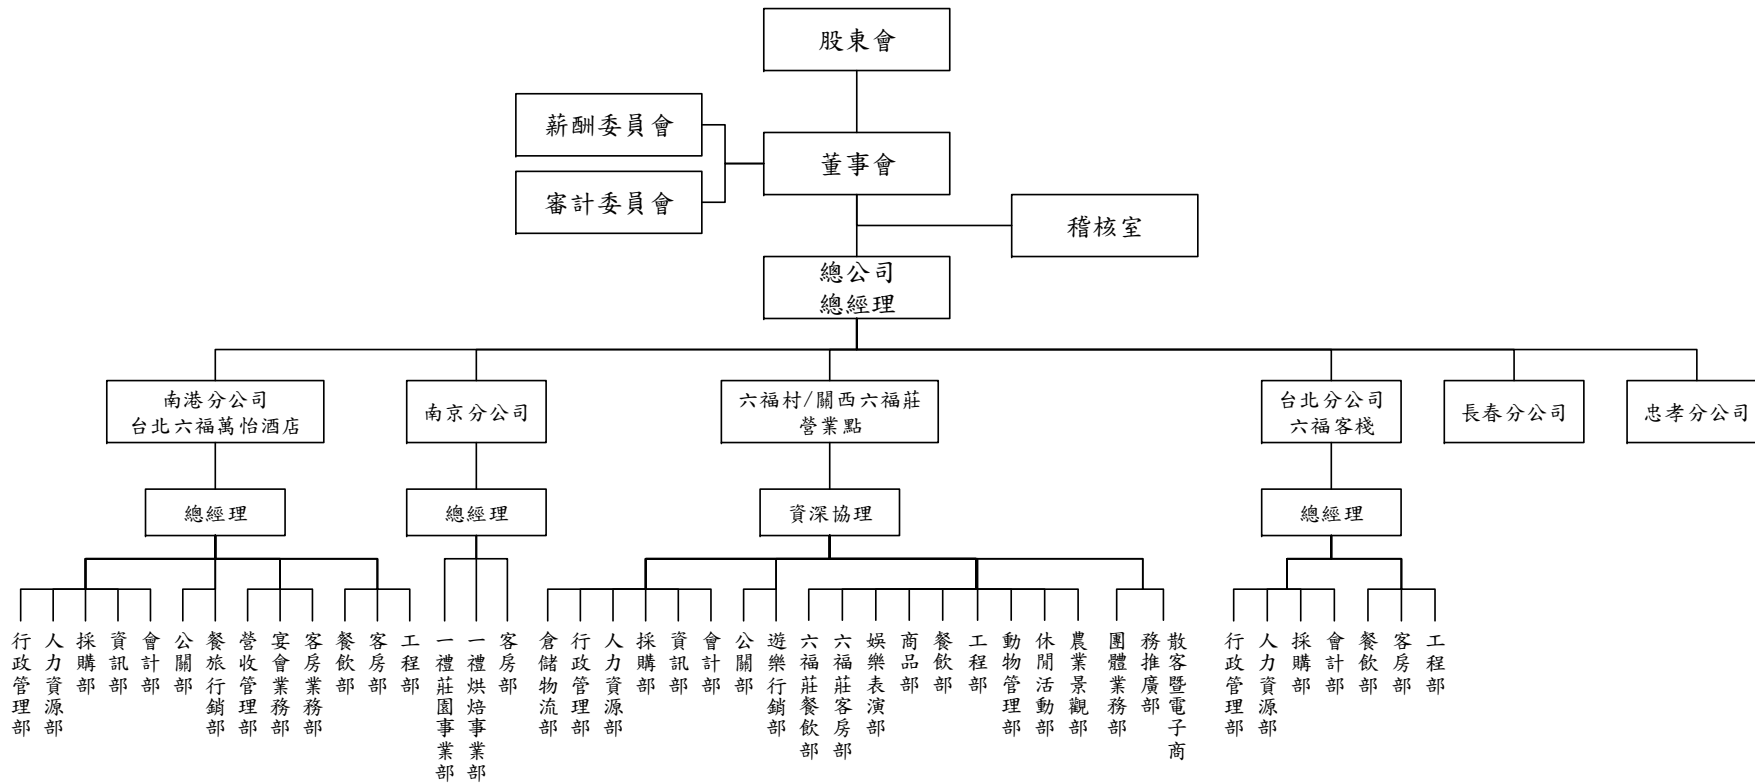 股東會
薪酬委員會
董事會
審計委員會
稽核室
總公司
總經理
南港分公司
台北六福萬怡酒店
南京分公司
六福村/關西六福莊
營業點
台北分公司
六福客棧
長春分公司
忠孝分公司
總經理
總經理
資深協理
總經理
行政管理部
人力資源部
採購部
資訊部
會計部
公關部
餐旅行銷部
營收管理部
宴會業務部
客房業務部
餐飲部
客房部
工程部
一禮莊園事業部
一禮烘焙事業部
客房部
倉儲物流部
行政管理部
人力資源部
採購部
資訊部
會計部
公關部
遊樂行銷部
六福莊餐飲部
六福莊客房部
娛樂表演部
商品部
餐飲部
工程部
動物管理部
休閒活動部
農業景觀部
團體業務部
散客暨電子商
務推廣部
行政管理部
人力資源部
採購部
會計部
餐飲部
客房部
工程部